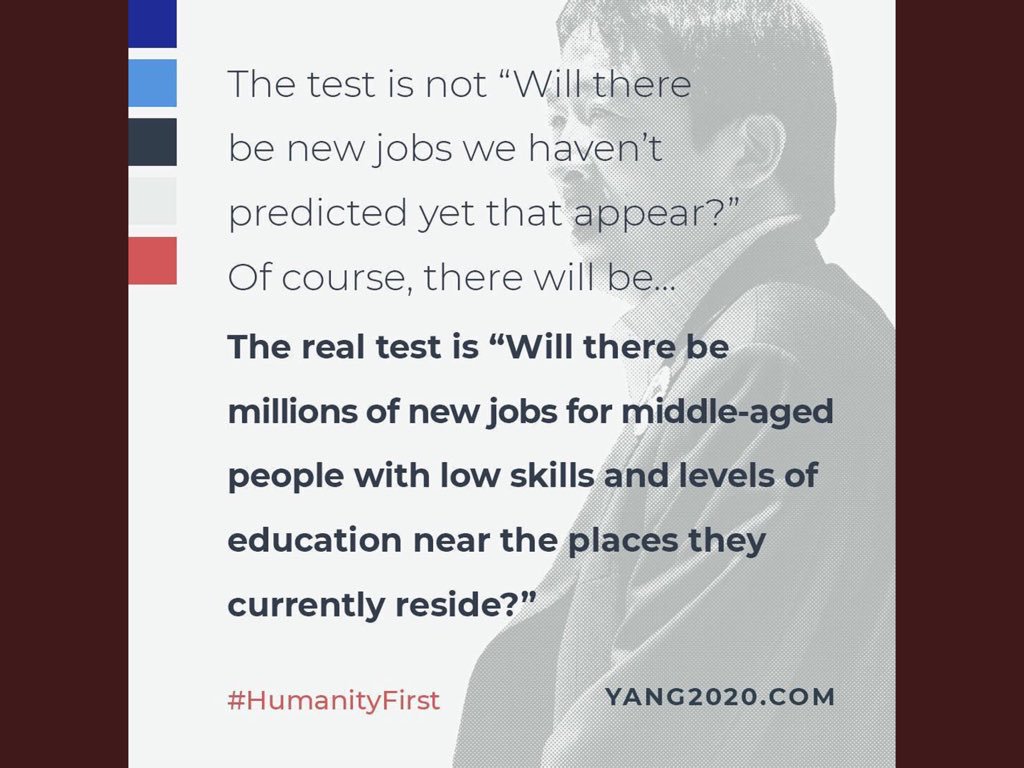 The test is not “Will there
be new jobs we haven’t
predicted yet that appear?”
Of course, there will be...
The real test is “Will there be
millions of new jobs for middle-aged
people with low skills and levels of
education near the places they
currently reside?”
#HumanityFirst
YANG2020.COM